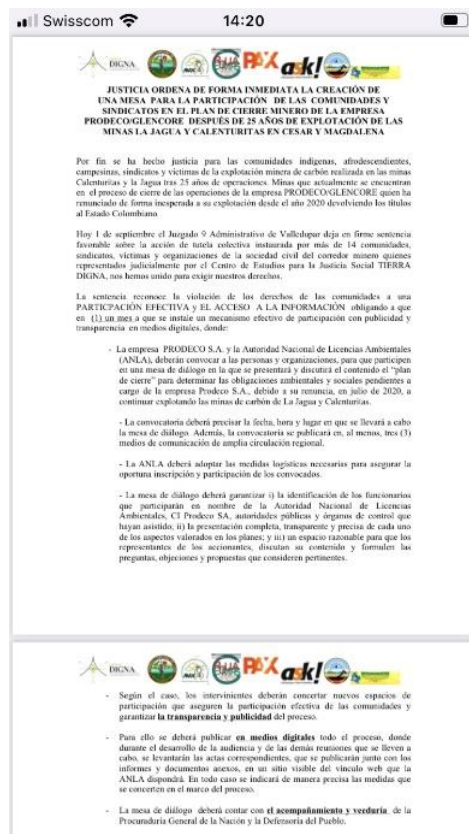 Swisscom
14:20
DIGNA
PAX
ask!
JUSTICIA ORDENA DE FORMA INMEDIATA LA CREACIÓN DE
UNA MESA PARA LA PARTICIPACIÓN DE LAS COMUNIDADES Y
SINDICATOS EN EL PLAN DE CIERRE MINERO DE LA EMPRESA
PRODECO/GLENCORE DESPUÉS DE 25 AÑOS DE EXPLOTACIÓN DE LAS
MINAS LA JAGUA Y CALENTURITAS EN CESAR Y MAGDALENA
Por fin se ha hecho justicia para las comunidades indígenas, afrodescendientes,
campesinas, sindicatos y víctimas de la explotación minera de carbón realizada en las minas
Calenturitas y la Jagua tras 25 años de operaciones. Minas que actualmente se encuentran
en el proceso de cierre de las operaciones de la empresa PRODECO/GLENCORE quien ha
renunciado de forma inesperada a su explotación desde el año 2020 devolviendo los títulos
al Estado Colombiano.
Hoy 1 de septiembre el Juzgado 9 Administrativo de Valledupar deja en firme sentencia
favorable sobre la acción de tutela colectiva instaurada por más de 14 comunidades,
sindicatos, víctimas y organizaciones de la sociedad civil del corredor minero quienes
representados judicialmente por el Centro de Estudios para la Justicia Social TIERRA
DIGNA, nos hemos unido para exigir nuestros derechos.
La sentencia reconoce la violación de los derechos de las comunidades a una
PARTICPACIÓN EFECTIVA y EL ACCESO A LA INFORMACIÓN obligando a que
en (1) un mes a que se instale un mecanismo efectivo de participación con publicidad y
transparencia en medios digitales, donde:
- La empresa PRODECO S.A. y la Autoridad Nacional de Licencias Ambientales
(ANLA), deberán convocar a las personas y organizaciones, para que participen
en una mesa de diálogo en la que se presentará y discutirá el contenido el "plan
de cierre" para determinar las obligaciones ambientales y sociales pendientes a
cargo de la empresa Prodeco S.A., debido a su renuncia, en julio de 2020, a
continuar explotando las minas de carbón de La Jagua y Calenturitas.
- La convocatoria deberá precisar la fecha, hora y lugar en que se llevará a cabo
la mesa de diálogo. Además, la convocatoria se publicará en, al menos, tres (3)
medios de comunicación de amplia circulación regional.
- La ANLA deberá adoptar las medidas logísticas necesarias para asegurar la
oportuna inscripción y participación de los convocados.
- La mesa de diálogo deberá garantizar i) la identificación de los funcionarios
que participarán en nombre de la Autoridad Nacional de Licencias
Ambientales, CI Prodeco SA, autoridades públicas y órganos de control que
hayan asistido; ii) la presentación completa, transparente y precisa de cada uno
de los aspectos valorados en los planes; y iii) un espacio razonable para que los
representantes de los accionantes, discutan su contenido y formulen las
preguntas, objeciones y propuestas que consideren pertinentes.
DIGNA
PAX
ask!
- Según el caso, los intervinientes deberán concertar nuevos espacios de
participación que aseguren la participación efectiva de las comunidades y
garantizar la transparencia y publicidad del proceso.
- Para ello se deberá publicar en medios digitales todo el proceso, donde
durante el desarrollo de la audiencia y de las demás reuniones que se lleven a
cabo, se levantarán las actas correspondientes, que se publicarán junto con los
informes y documentos anexos, en un sitio visible del vínculo web que la
ANLA dispondrá. En todo caso se indicará de manera precisa las medidas que
se concerten en el marco del proceso.
- La mesa de diálogo deberá contar con el acompañamiento y veeduría de la
Procuraduría General de la Nación y la Defensoría del Pueblo.